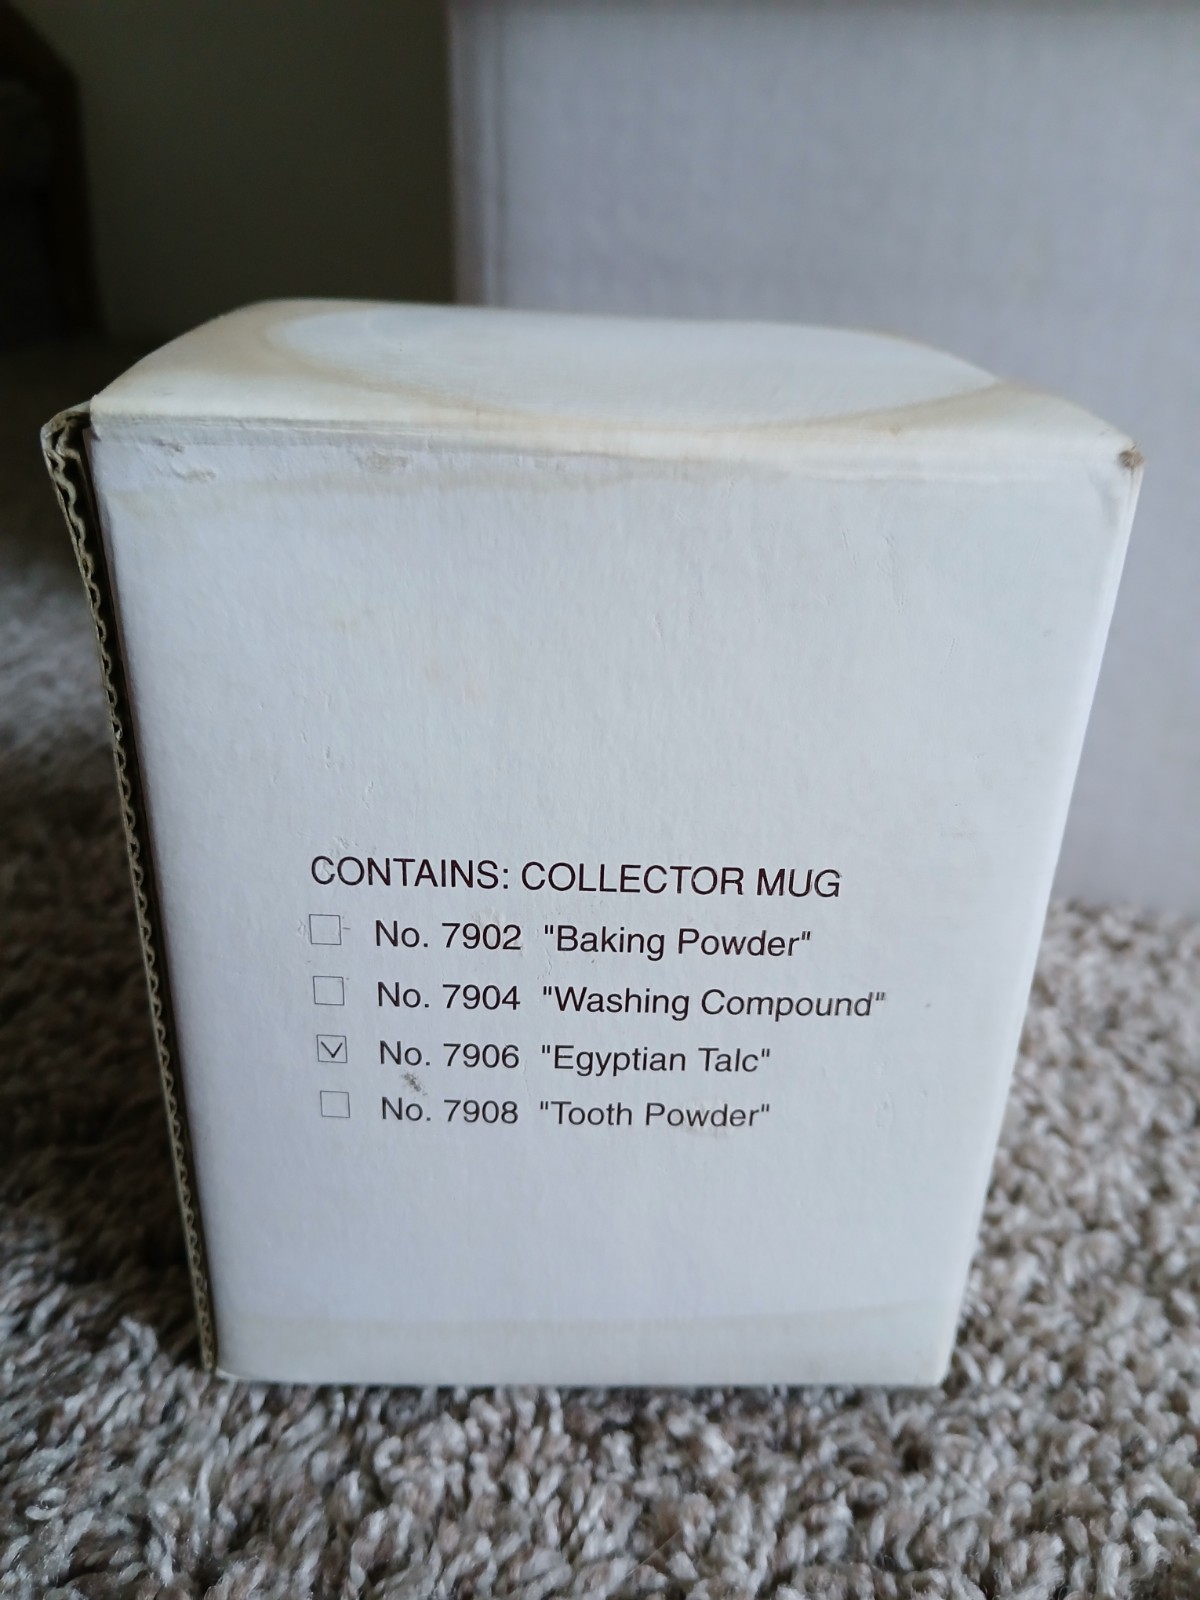 CONTAINS: COLLECTOR MUG
☐ No. 7902 "Baking Powder"
☐ No. 7904 "Washing Compound"
☑ No. 7906 "Egyptian Talc"
☐ No. 7908 "Tooth Powder"